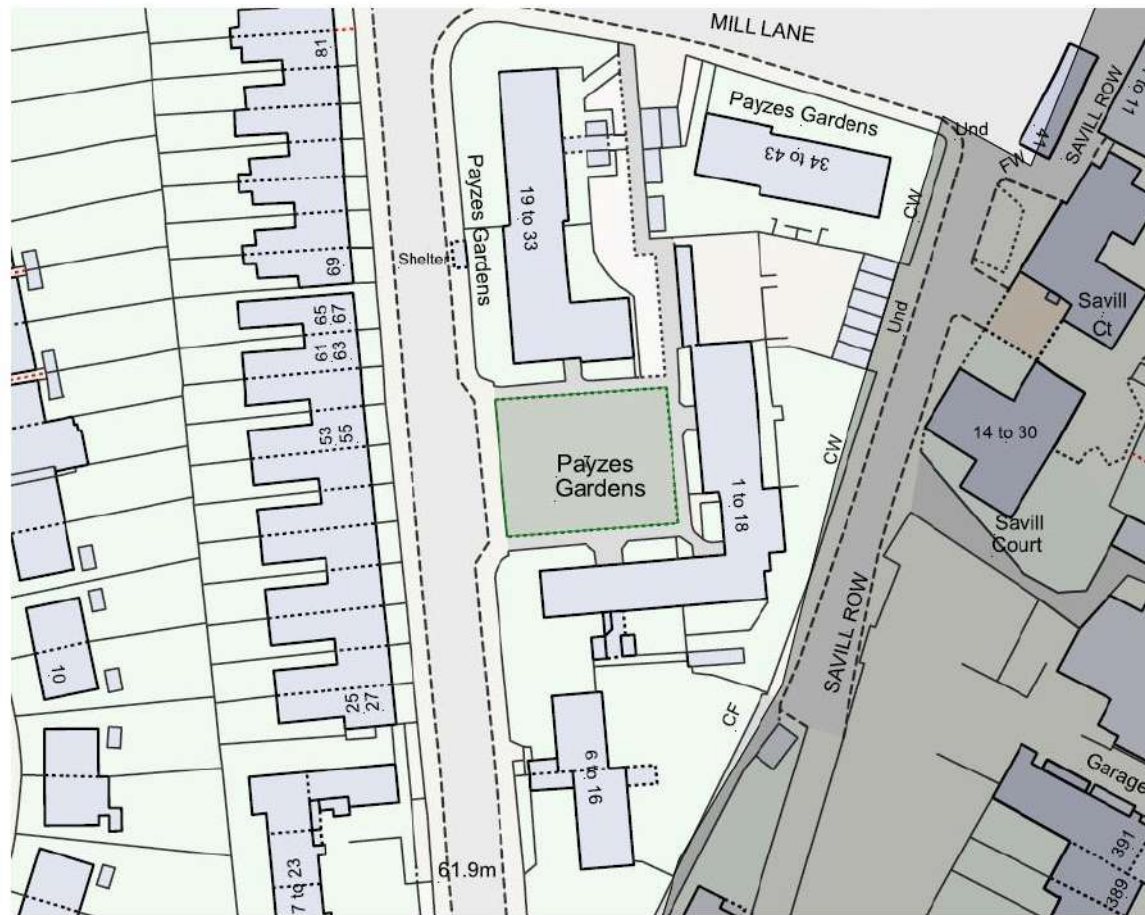 MILL LANE
81
Payzes Gardens
34 to 43
Und
41
SAVILL ROW
FW
Payzes Gardens
19 to 33
CW
Shelter
69
65
67
61
63
Und
Savill
Ct
53
55
Payzes
Gardens
1 to 18
CW
14 to 30
Savill
Court
SAVILL ROW
10
25
27
CF
6 to 16
Garage
391
389
61.9m
7 to 23